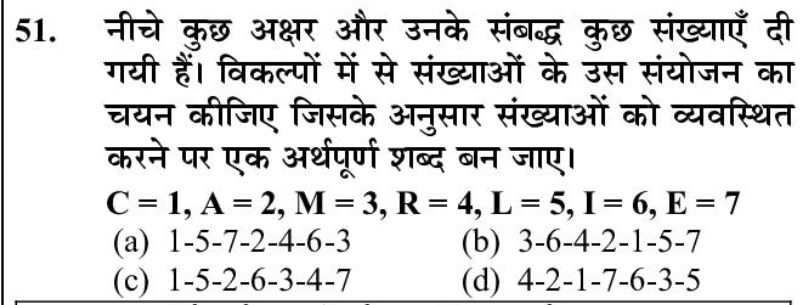 51. नीचे कुछ अक्षर और उनके संबद्ध कुछ संख्याएँ दी
गयी हैं। विकल्पों में से संख्याओं के उस संयोजन का
चयन कीजिए जिसके अनुसार संख्याओं को व्यवस्थित
करने पर एक अर्थपूर्ण शब्द बन जाए।
C = 1, A = 2, M = 3, R = 4, L = 5, I = 6, E = 7
(a) 1-5-7-2-4-6-3 (b) 3-6-4-2-1-5-7
(c) 1-5-2-6-3-4-7 (d) 4-2-1-7-6-3-5